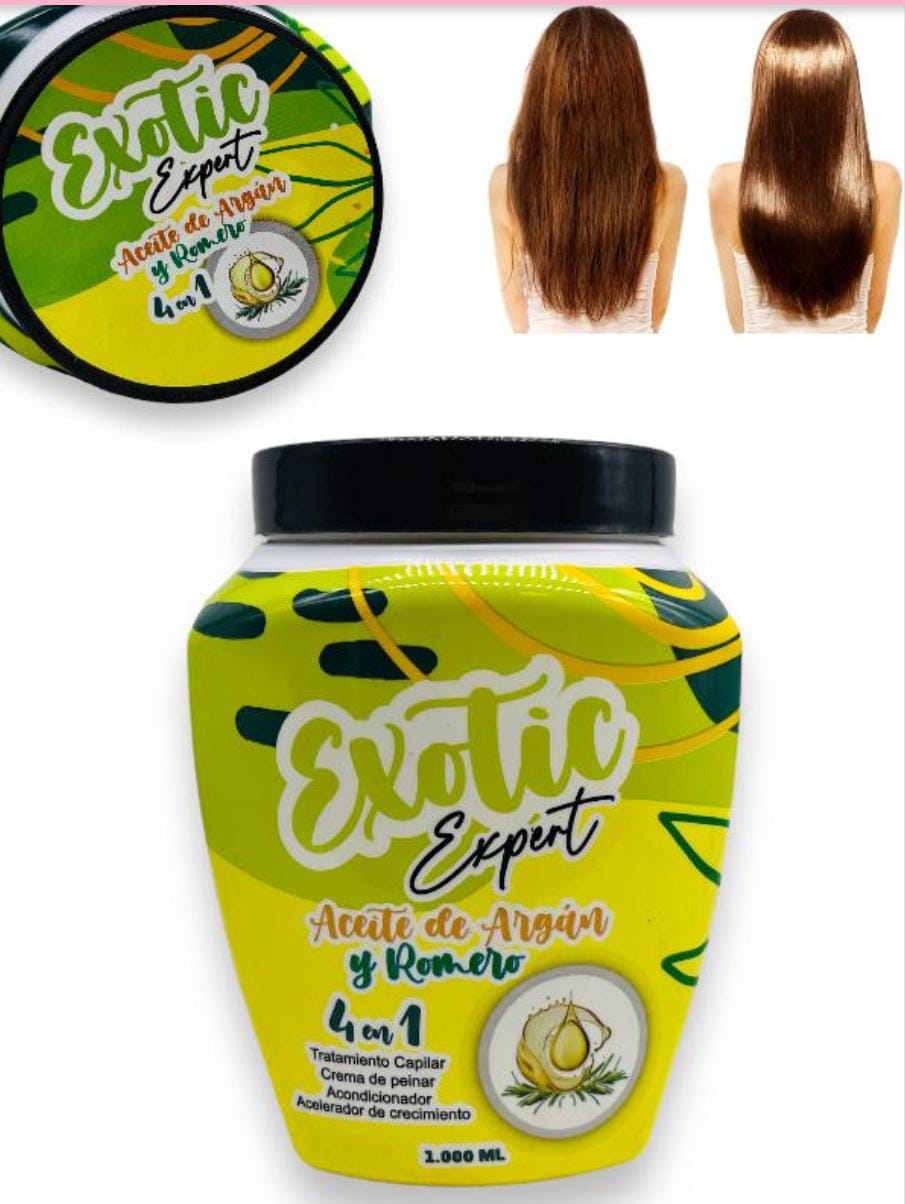 Exotic
Expert
Aceite de Argán
y Romero
4 en 1
Exotic
Expert
Aceite de Argán
y Romero
4 en 1
Tratamiento Capilar
Crema de peinar
Acondicionador
Acelerador de crecimiento
1.000 ML